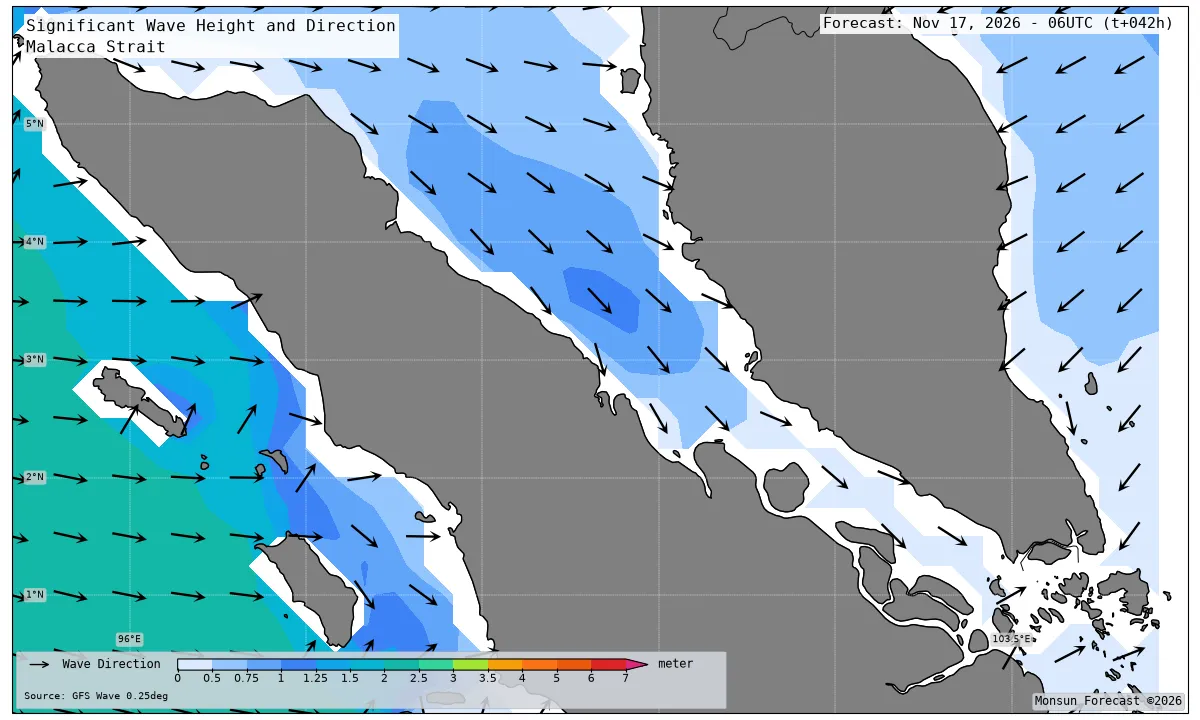 Significant Wave Height and Direction
Malacca Strait
Forecast: Nov 17, 2026 - 06UTC (t+042h)
5°N
4°N
3°N
2°N
1°N
96°E
103.5°E
Wave Direction
0 0.5 0.75 1 1.25 1.5 2 2.5 3 3.5 4 5 6 7
meter
Source: GFS Wave 0.25deg
Monsun Forecast ©2026